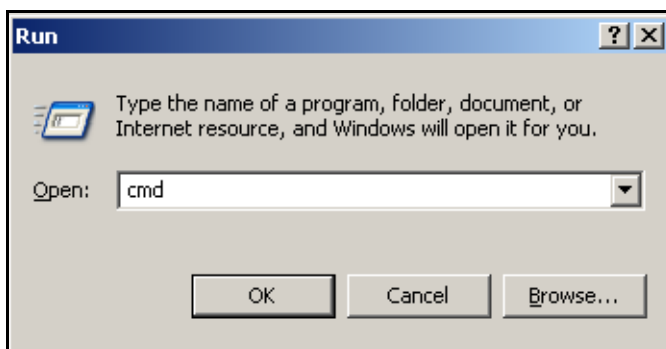 Run
Type the name of a program, folder, document, or
Internet resource, and Windows will open it for you.
Open: cmd
OK Cancel Browse...